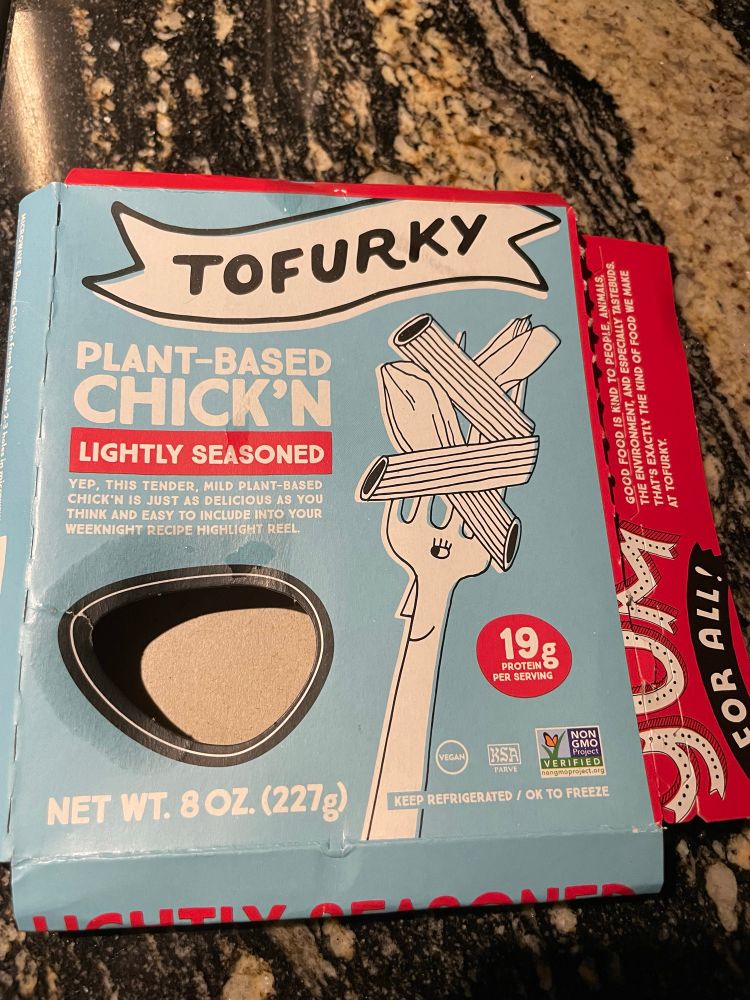 TOFURKY
PLANT-BASED
CHICK'N
LIGHTLY SEASONED
YEP, THIS TENDER, MILD PLANT-BASED
CHICK'N IS JUST AS DELICIOUS AS YOU
THINK AND EASY TO INCLUDE INTO YOUR
WEEKNIGHT RECIPE HIGHLIGHT REEL.
19g
PROTEIN
PER SERVING
VEGAN
KSA
PARVE
NON
GMO
Project
VERIFIED
nongmoproject.org
NET WT. 8 OZ. (227g)
KEEP REFRIGERATED / OK TO FREEZE
LIGHTLY SEASONED
GOOD FOOD IS KIND TO PEOPLE, ANIMALS,
THE ENVIRONMENT, AND ESPECIALLY TASTEBUDS.
THAT'S EXACTLY THE KIND OF FOOD WE MAKE
AT TOFURKY.
YUM
FOR ALL!
MICROWAVE